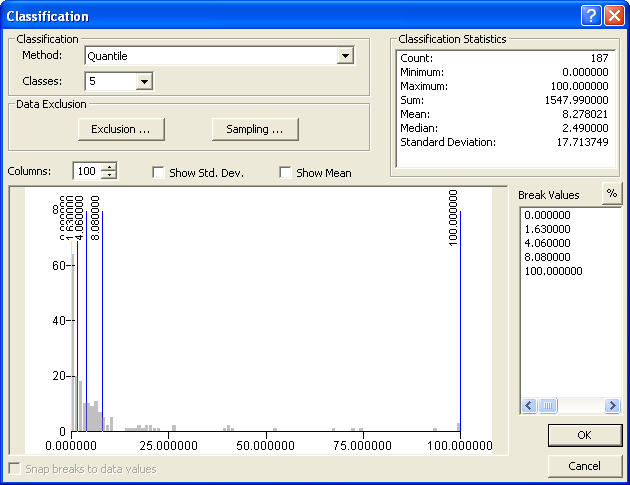 Classification
Classification
Method: Quantile
Classes: 5
Data Exclusion
Exclusion ...
Sampling ...
Columns: 100
Show Std. Dev.
Show Mean
Classification Statistics
Count: 187
Minimum: 0.000000
Maximum: 100.000000
Sum: 1547.990000
Mean: 8.278021
Median: 2.490000
Standard Deviation: 17.713749
Break Values
%
0.000000
1.630000
4.060000
8.080000
100.000000
0.000000
1.630000
4.060000
8.080000
100.000000
60
40
20
0
0.000000 25.000000 50.000000 75.000000 100.000000
OK
Cancel
Snap breaks to data values